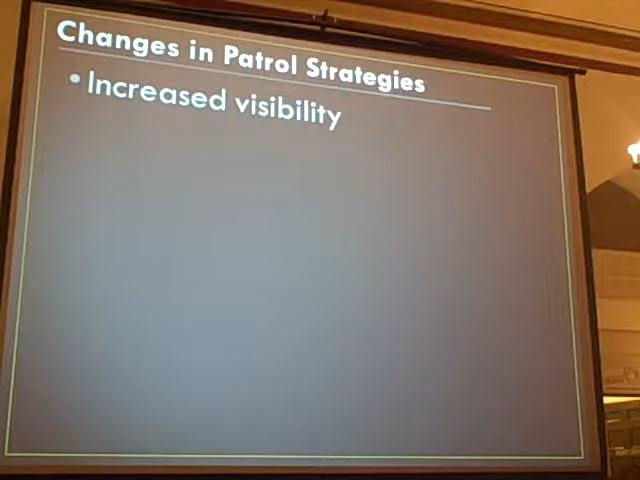 Changes in Patrol Strategies
• Increased visibility